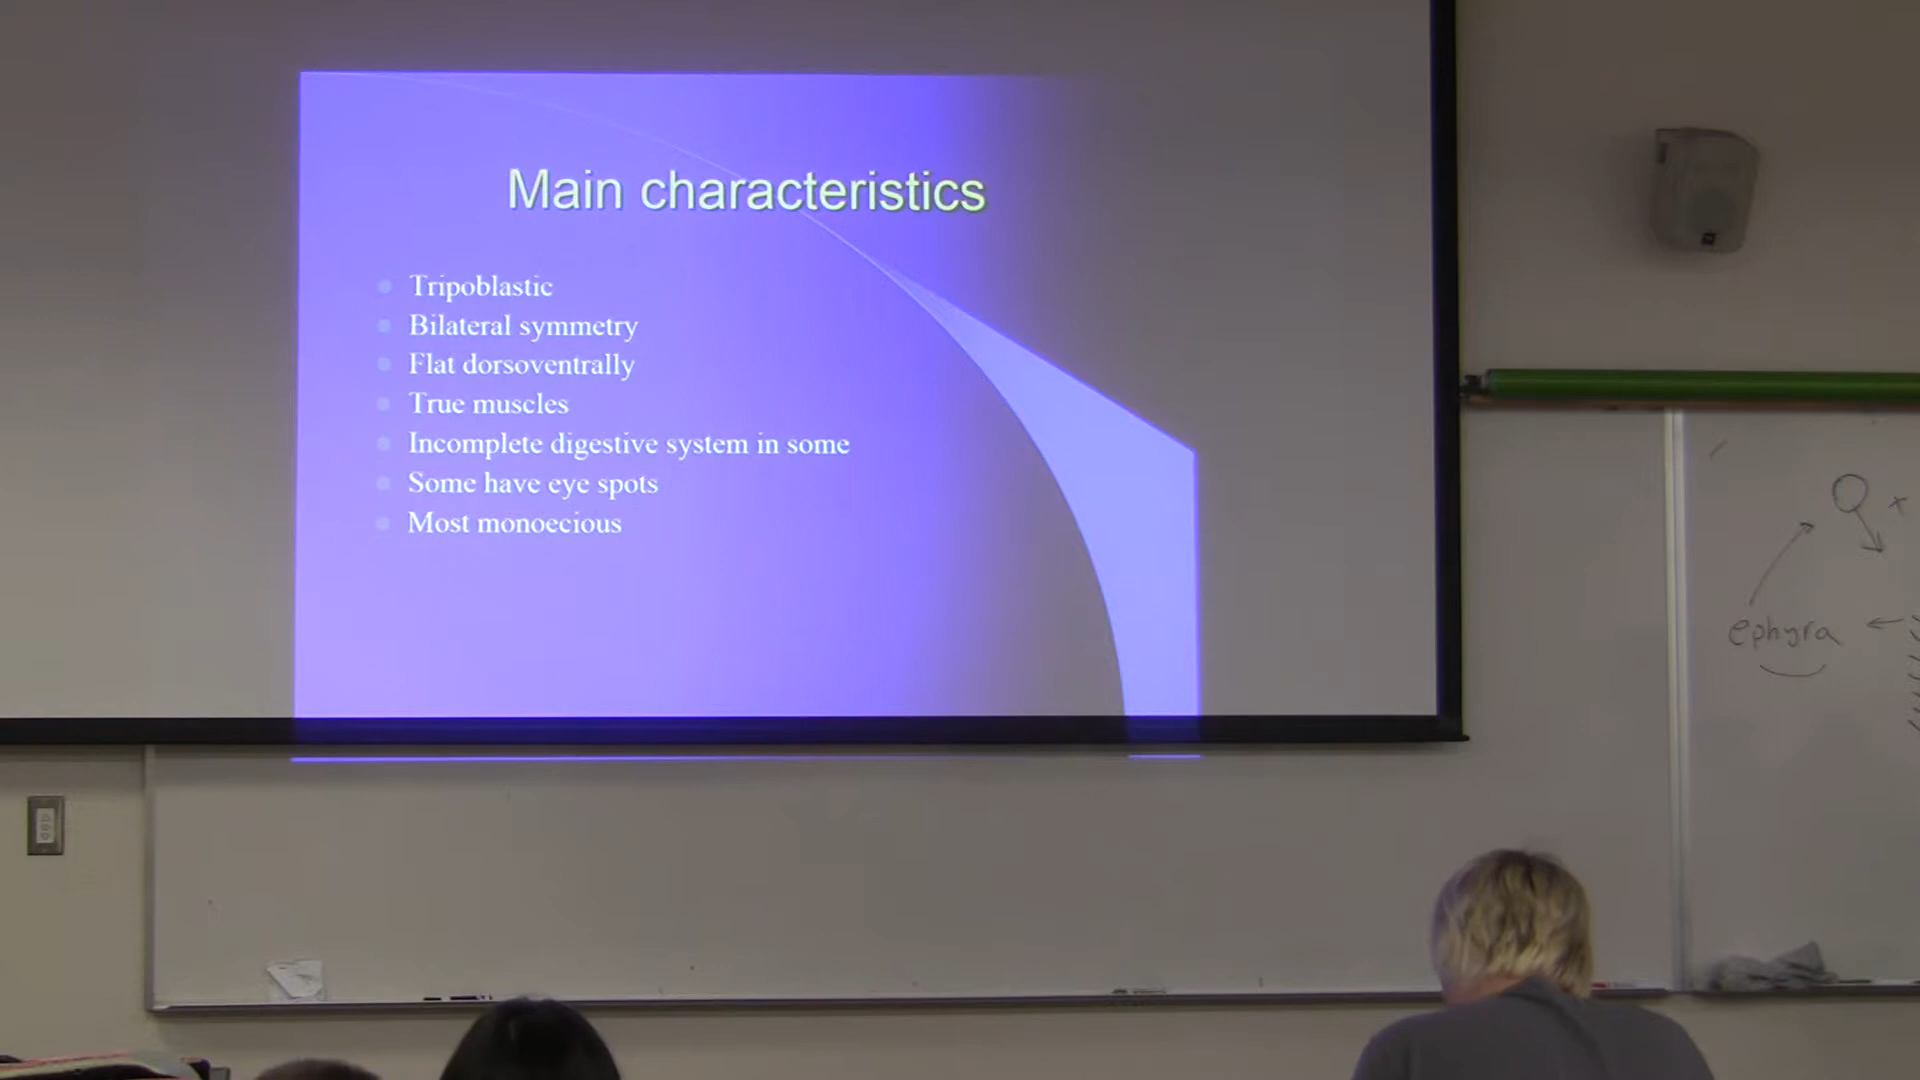 Main characteristics
Tripoblastic
Bilateral symmetry
Flat dorsoventrally
True muscles
Incomplete digestive system in some
Some have eye spots
Most monoecious
ephyra